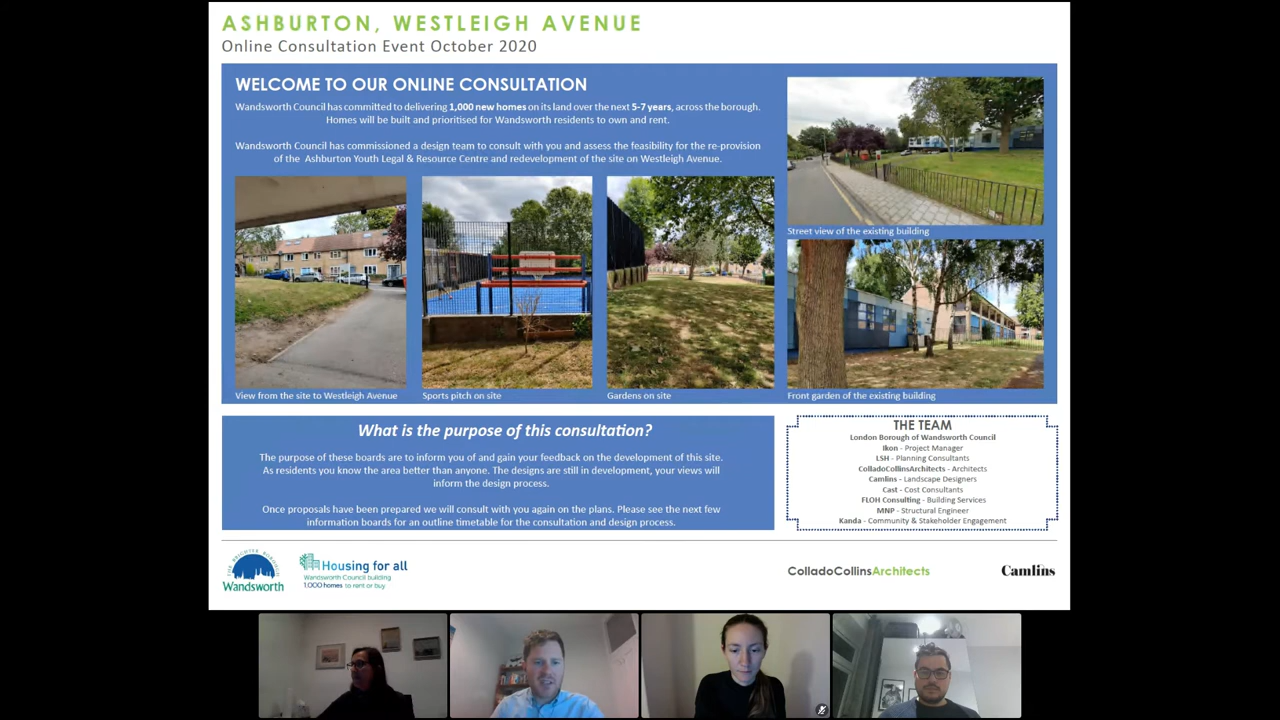 ASHBURTON, WESTLEIGH AVENUE
Online Consultation Event October 2020
WELCOME TO OUR ONLINE CONSULTATION
Wandsworth Council has committed to delivering 1,000 new homes on its land over the next 5-7 years, across the borough.
Homes will be built and prioritised for Wandsworth residents to own and rent.
Wandsworth Council has commissioned a design team to consult with you and assess the feasibility for the re-provision
of the Ashburton Youth Legal & Resource Centre and redevelopment of the site on Westleigh Avenue.
Street view of the existing building
View from the site to Westleigh Avenue
Sports pitch on site
Gardens on site
Front garden of the existing building
What is the purpose of this consultation?
The purpose of these boards are to inform you of and gain your feedback on the development of this site.
As residents you know the area better than anyone. The designs are still in development, your views will
inform the design process.
Once proposals have been prepared we will consult with you again on the plans. Please see the next few
information boards for an outline timetable for the consultation and design process.
THE TEAM
London Borough of Wandsworth Council
Ikon - Project Manager
LSH - Planning Consultants
ColladoCollinsArchitects - Architects
Camlins - Landscape Designers
Cast - Cost Consultants
FLOH Consulting - Building Services
MNP - Structural Engineer
Kanda - Community & Stakeholder Engagement
THE BRIGHTER BOROUGH
Wandsworth
Housing for all
Wandsworth Council building
1,000 homes to rent or buy
ColladoCollinsArchitects
Camlins